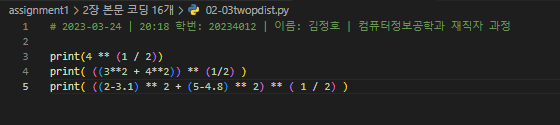 assignment1 > 2장 본문 코딩 16개 > 02-03twopdist.py
1 # 2023-03-24 | 20:18 학번: 20234012 | 이름: 김정호 | 컴퓨터정보공학과 재직자 과정
2
3 print(4 ** (1 / 2))
4 print( ((3**2 + 4**2)) ** (1/2) )
5 print( ((2-3.1) ** 2 + (5-4.8) ** 2) ** ( 1 / 2) )